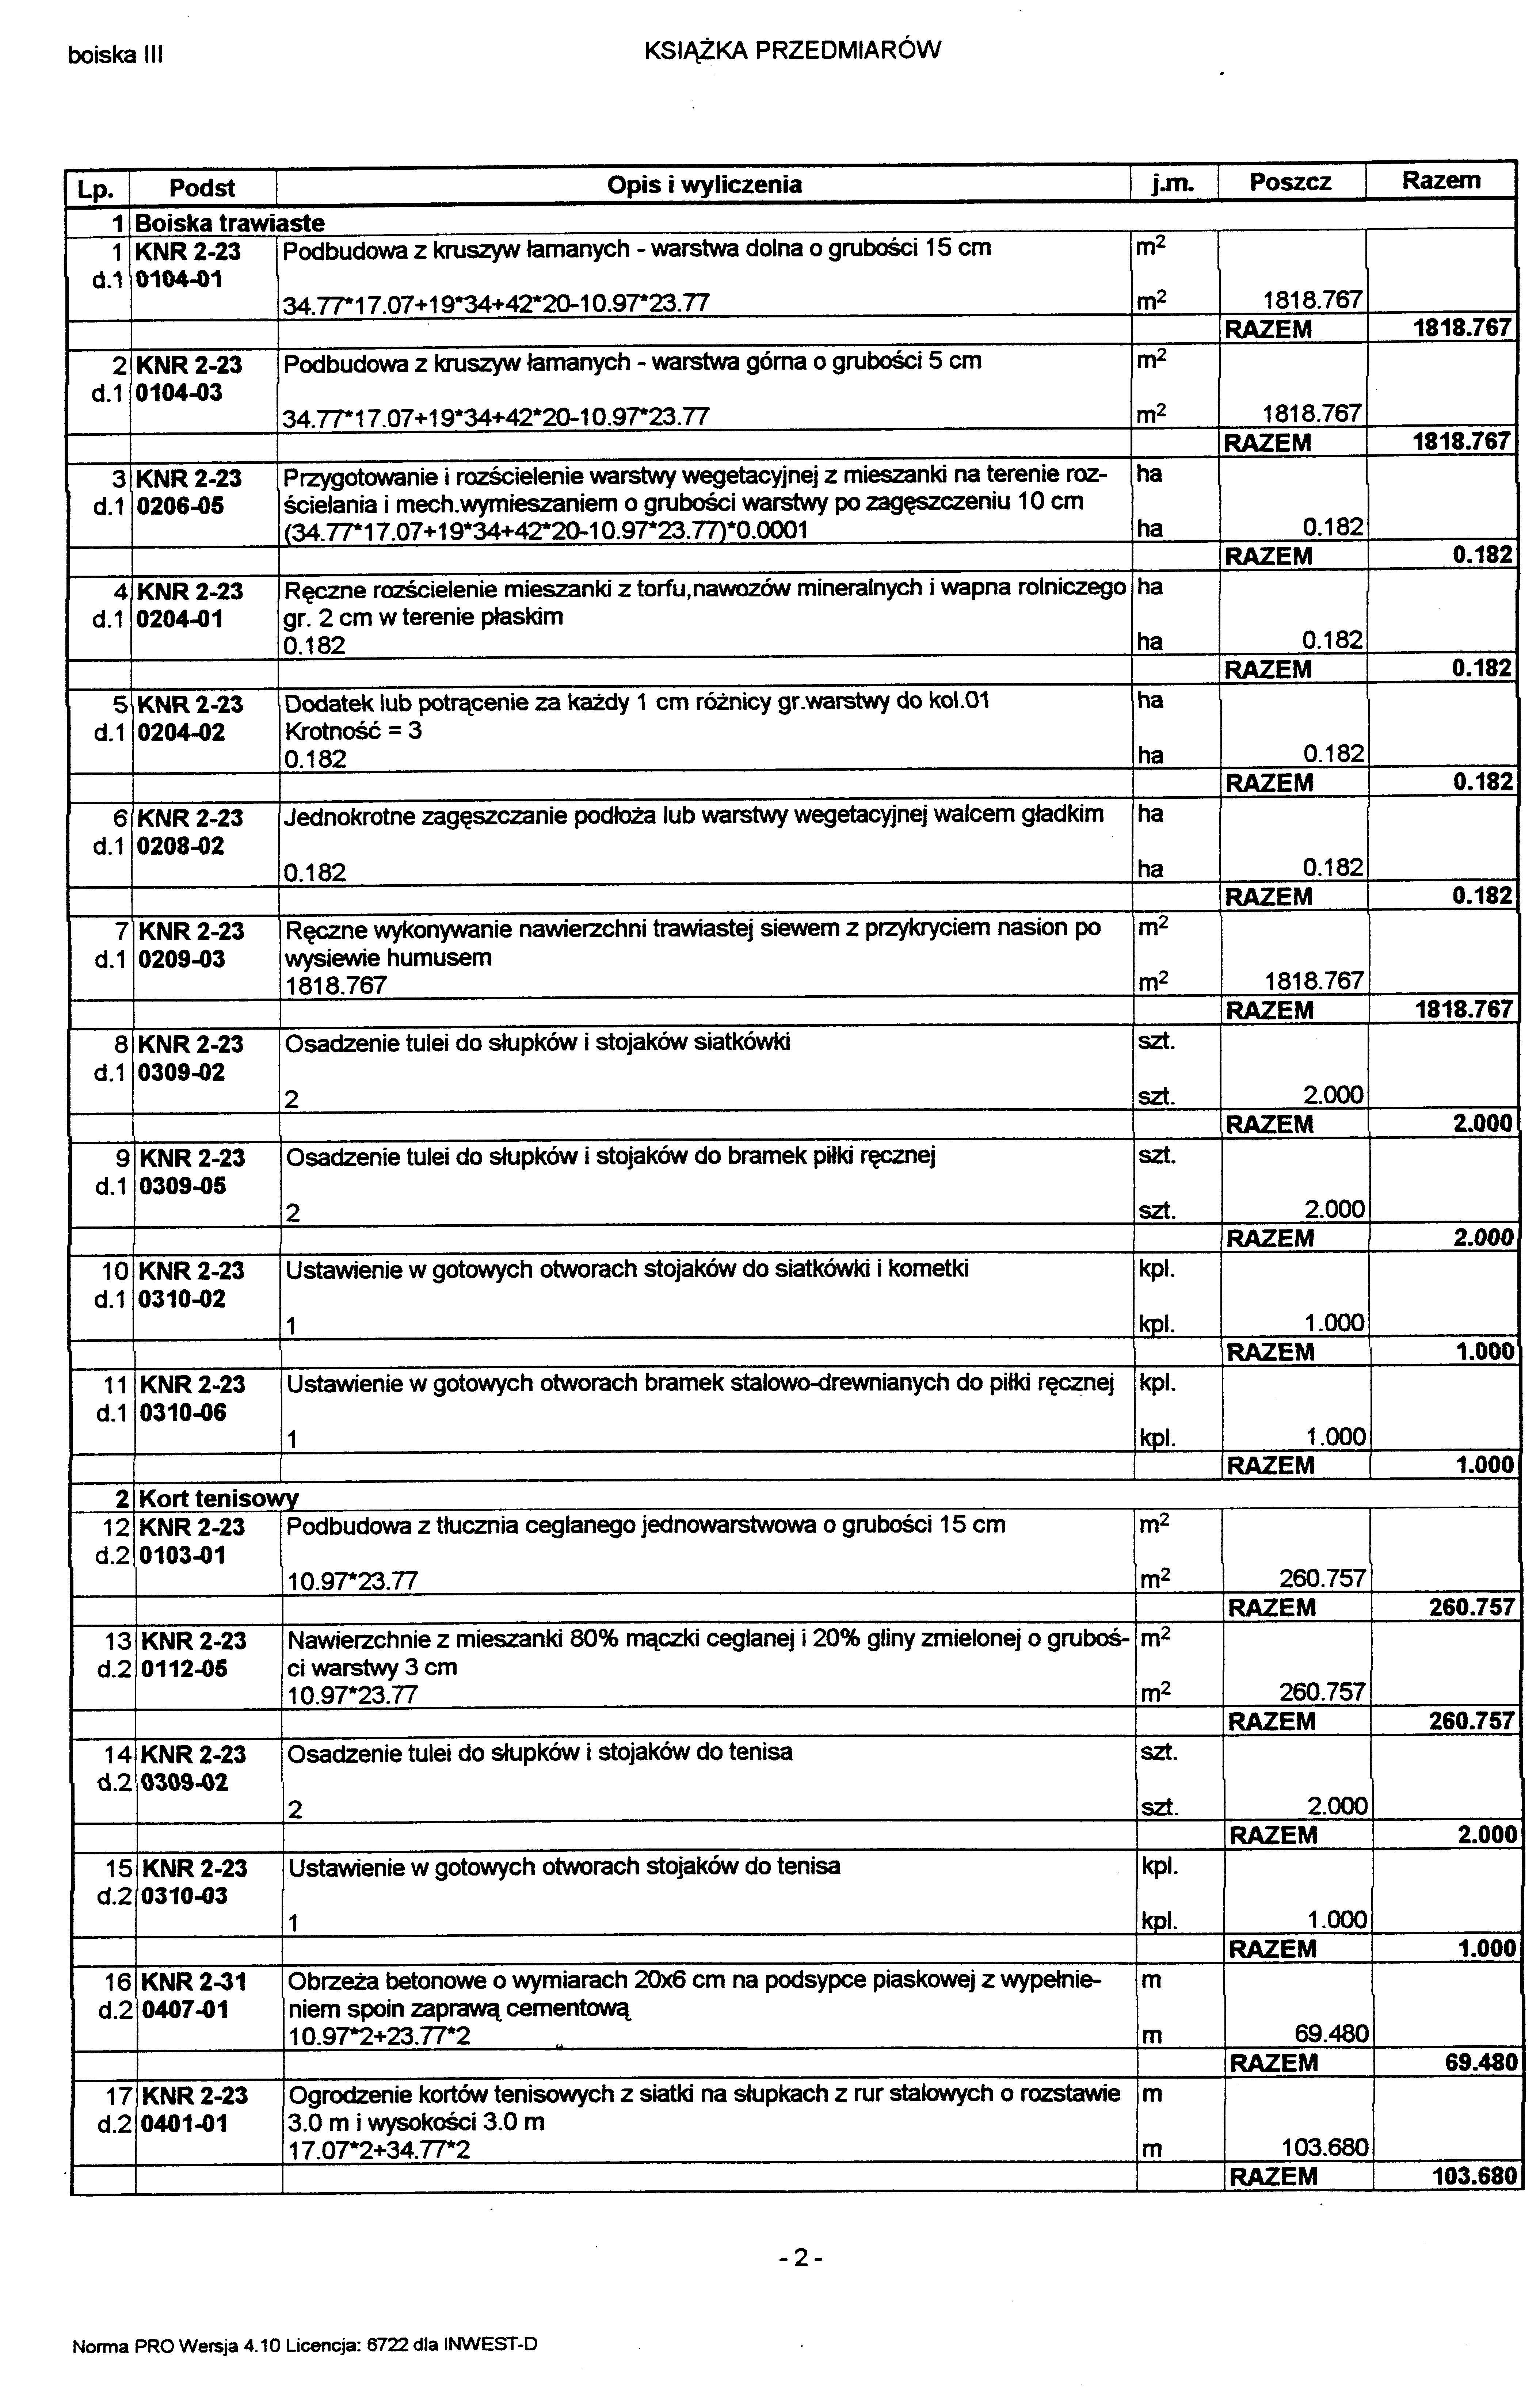 boiska III
KSIĄŻKA PRZEDMIARÓW
Lp. Podst Opis i wyliczenia j.m. Poszcz Razem
1 Boiska trawiaste
1 KNR 2-23 Podbudowa z kruszyw łamanych - warstwa dolna o grubości 15 cm m2
d.1 0104-01
34.77*17.07+19*34+42*20-10.97*23.77 m2 1818.767
RAZEM 1818.767
2 KNR 2-23 Podbudowa z kruszyw łamanych - warstwa górna o grubości 5 cm m2
d.1 0104-03
34.77*17.07+19*34+42*20-10.97*23.77 m2 1818.767
RAZEM 1818.767
3 KNR 2-23 Przygotowanie i rozścielenie warstwy wegetacyjnej z mieszanki na terenie roz- ha
d.1 0206-05 ścielania i mech.wymieszaniem o grubości warstwy po zagęszczeniu 10 cm
(34.77*17.07+19*34+42*20-10.97*23.77)*0.0001 ha 0.182
RAZEM 0.182
4 KNR 2-23 Ręczne rozścielenie mieszanki z torfu,nawozów mineralnych i wapna rolniczego ha
d.1 0204-01 gr. 2 cm w terenie płaskim
0.182 ha 0.182
RAZEM 0.182
5 KNR 2-23 Dodatek lub potrącenie za każdy 1 cm różnicy gr.warstwy do kol.01 ha
d.1 0204-02 Krotność = 3
0.182 ha 0.182
RAZEM 0.182
6 KNR 2-23 Jednokrotne zagęszczanie podłoża lub warstwy wegetacyjnej walcem gładkim ha
d.1 0208-02
0.182 ha 0.182
RAZEM 0.182
7 KNR 2-23 Ręczne wykonywanie nawierzchni trawiastej siewem z przykryciem nasion po m2
d.1 0209-03 wysiewie humusem
1818.767 m2 1818.767
RAZEM 1818.767
8 KNR 2-23 Osadzenie tulei do słupków i stojaków siatkówki szt.
d.1 0309-02
2 szt. 2.000
RAZEM 2.000
9 KNR 2-23 Osadzenie tulei do słupków i stojaków do bramek piłki ręcznej szt.
d.1 0309-05
2 szt. 2.000
RAZEM 2.000
10 KNR 2-23 Ustawienie w gotowych otworach stojaków do siatkówki i kometki kpl.
d.1 0310-02
1 kpl. 1.000
RAZEM 1.000
11 KNR 2-23 Ustawienie w gotowych otworach bramek stalowo-drewnianych do piłki ręcznej kpl.
d.1 0310-06
1 kpl. 1.000
RAZEM 1.000
2 Kort tenisowy
12 KNR 2-23 Podbudowa z tłucznia ceglanego jednowarstwowa o grubości 15 cm m2
d.2 0103-01
10.97*23.77 m2 260.757
RAZEM 260.757
13 KNR 2-23 Nawierzchnie z mieszanki 80% mączki ceglanej i 20% gliny zmielonej o gruboś- m2
d.2 0112-05 ci warstwy 3 cm
10.97*23.77 m2 260.757
RAZEM 260.757
14 KNR 2-23 Osadzenie tulei do słupków i stojaków do tenisa szt.
d.2 0309-02
2 szt. 2.000
RAZEM 2.000
15 KNR 2-23 Ustawienie w gotowych otworach stojaków do tenisa kpl.
d.2 0310-03
1 kpl. 1.000
RAZEM 1.000
16 KNR 2-31 Obrzeża betonowe o wymiarach 20x6 cm na podsypce piaskowej z wypełnie- m
d.2 0407-01 niem spoin zaprawą cementową
10.97*2+23.77*2 m 69.480
RAZEM 69.480
17 KNR 2-23 Ogrodzenie kortów tenisowych z siatki na słupkach z rur stalowych o rozstawie m
d.2 0401-01 3.0 m i wysokości 3.0 m
17.07*2+34.77*2 m 103.680
RAZEM 103.680
- 2 -
Norma PRO Wersja 4.10 Licencja: 6722 dla INWEST-D